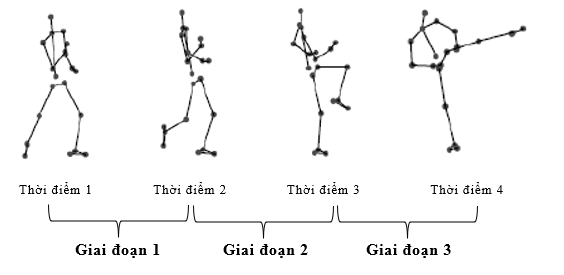 Thời điểm 1 Thời điểm 2 Thời điểm 3 Thời điểm 4
Giai đoạn 1 Giai đoạn 2 Giai đoạn 3